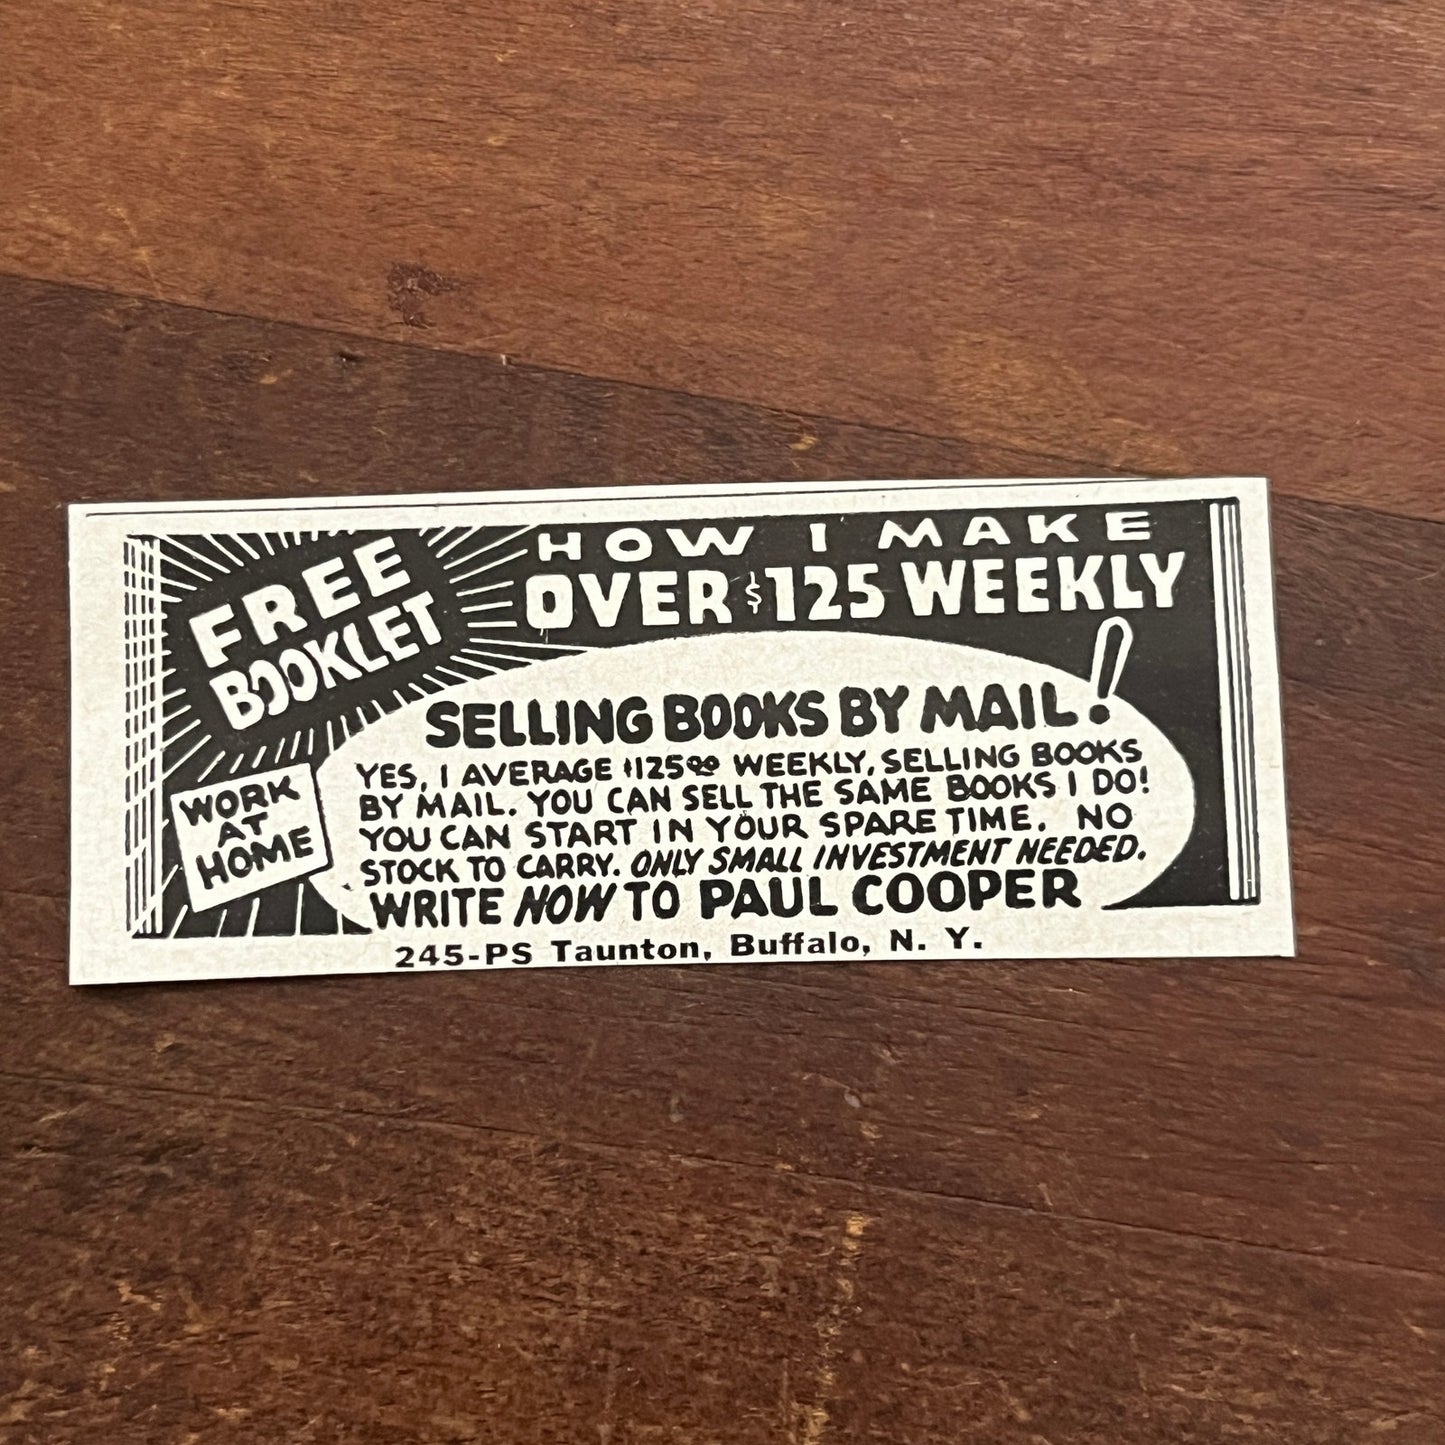 FREE
BOOKLET
HOW I MAKE
OVER $125 WEEKLY
SELLING BOOKS BY MAIL!
WORK
AT
HOME
YES, I AVERAGE $125⁰⁰ WEEKLY, SELLING BOOKS
BY MAIL. YOU CAN SELL THE SAME BOOKS I DO!
YOU CAN START IN YOUR SPARE TIME. NO
STOCK TO CARRY. ONLY SMALL INVESTMENT NEEDED.
WRITE NOW TO PAUL COOPER
245-PS Taunton, Buffalo, N. Y.